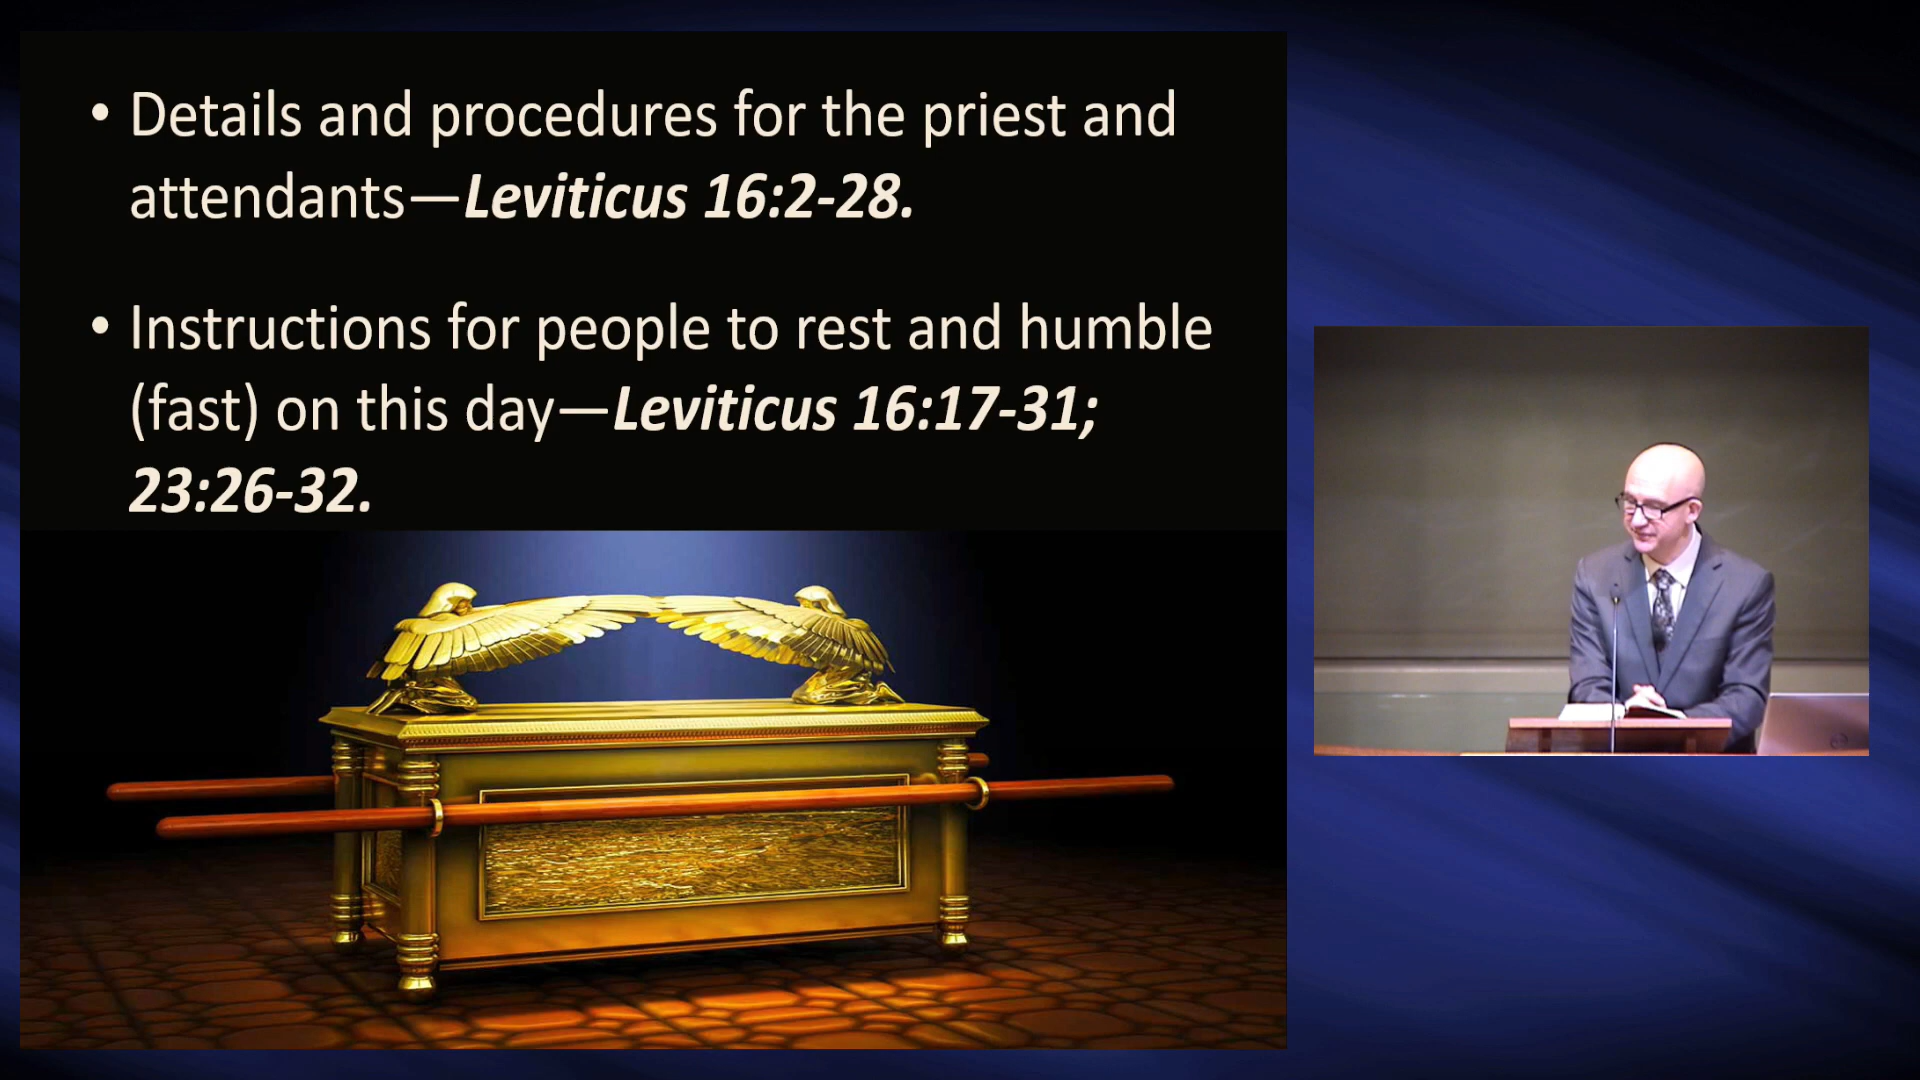 • Details and procedures for the priest and
attendants—Leviticus 16:2-28.
• Instructions for people to rest and humble
(fast) on this day—Leviticus 16:17-31;
23:26-32.